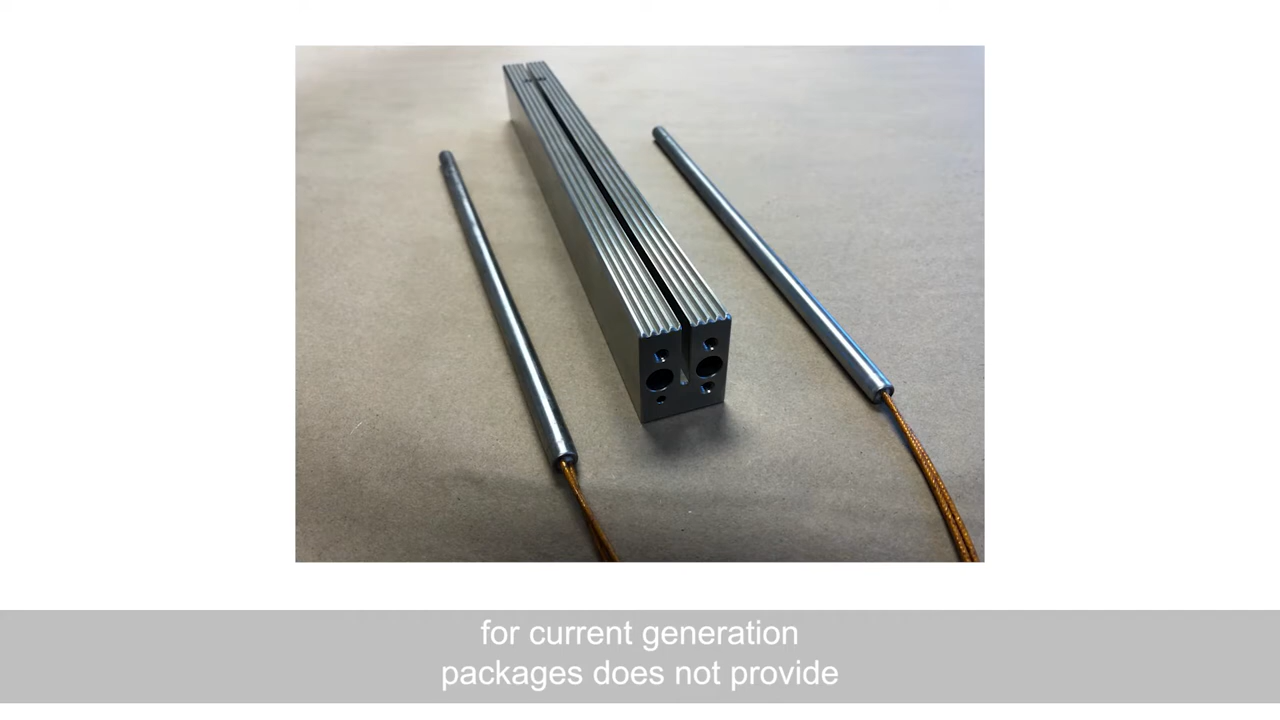 for current generation
packages does not provide